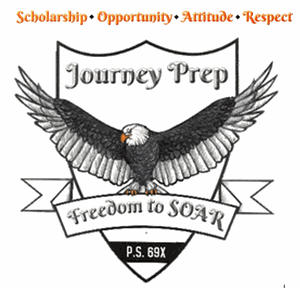 Scholarship • Opportunity • Attitude • Respect
Journey Prep
Freedom to SOAR
P.S. 69X